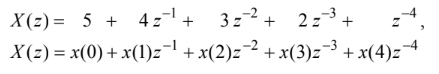 X(z) = 5 + 4z⁻¹ + 3z⁻² + 2z⁻³ + z⁻⁴,
X(z) = x(0) + x(1)z⁻¹ + x(2)z⁻² + x(3)z⁻³ + x(4)z⁻⁴